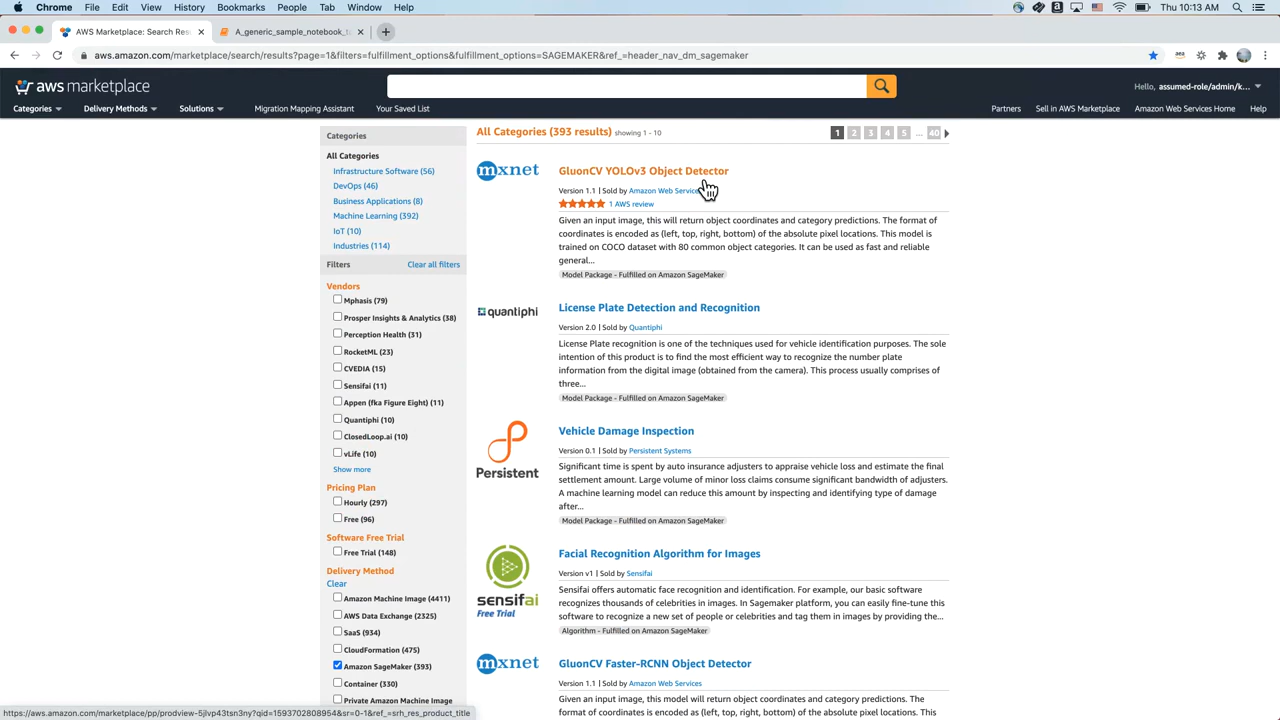 Chrome File Edit View History Bookmarks People Tab Window Help Thu 10:13 AM
AWS Marketplace: Search Res A_generic_sample_notebook_t
aws.amazon.com/marketplace/search/results?page=1&filters=fulfillment_options&fulfillment_options=SAGEMAKER&ref_=header_nav_dm_sagemaker
aws marketplace
Hello, assumed-role/admin/k...
Categories Delivery Methods Solutions Migration Mapping Assistant Your Saved List Partners Sell in AWS Marketplace Amazon Web Services Home Help
Categories
All Categories
Infrastructure Software (56)
DevOps (46)
Business Applications (8)
Machine Learning (392)
IoT (10)
Industries (114)
Filters Clear all filters
Vendors
Mphasis (79)
Prosper Insights & Analytics (38)
Perception Health (31)
RocketML (23)
CVEDIA (15)
Sensifai (11)
Appen (fka Figure Eight) (11)
Quantiphi (10)
ClosedLoop.ai (10)
vLife (10)
Show more
Pricing Plan
Hourly (297)
Free (96)
Software Free Trial
Free Trial (148)
Delivery Method
Clear
Amazon Machine Image (4411)
AWS Data Exchange (2325)
SaaS (934)
CloudFormation (475)
Amazon SageMaker (393)
Container (330)
Private Amazon Machine Image
All Categories (393 results) showing 1 - 10
1 2 3 4 5 ... 40
mxnet
GluonCV YOLOv3 Object Detector
Version 1.1 | Sold by Amazon Web Service
1 AWS review
Given an input image, this will return object coordinates and category predictions. The format of
coordinates is encoded as (left, top, right, bottom) of the absolute pixel locations. This model is
trained on COCO dataset with 80 common object categories. It can be used as fast and reliable
general...
Model Package - Fulfilled on Amazon SageMaker
quantiphi
License Plate Detection and Recognition
Version 2.0 | Sold by Quantiphi
License Plate recognition is one of the techniques used for vehicle identification purposes. The sole
intention of this product is to find the most efficient way to recognize the number plate
information from the digital image (obtained from the camera). This process usually comprises of
three...
Model Package - Fulfilled on Amazon SageMaker
Persistent
Vehicle Damage Inspection
Version 0.1 | Sold by Persistent Systems
Significant time is spent by auto insurance adjusters to appraise vehicle loss and estimate the final
settlement amount. Large volume of minor loss claims consume significant bandwidth of adjusters.
A machine learning model can reduce this amount by inspecting and identifying type of damage
after...
Model Package - Fulfilled on Amazon SageMaker
sensifai
Free Trial
Facial Recognition Algorithm for Images
Version v1 | Sold by Sensifai
Sensifai offers automatic face recognition and identification. For example, our basic software
recognizes thousands of celebrities in images. In Sagemaker platform, you can easily fine-tune this
software to recognize a new set of people or celebrities and tag them in images by providing the...
Algorithm - Fulfilled on Amazon SageMaker
mxnet
GluonCV Faster-RCNN Object Detector
Version 1.1 | Sold by Amazon Web Services
Given an input image, this model will return object coordinates and category predictions. The
format of coordinates is encoded as (left, top, right, bottom) of the absolute pixel locations. This
https://aws.amazon.com/marketplace/pp/prodview-5jlvp43tsn3ny?qid=1593702808954&sr=0-1&ref_=srh_res_product_title